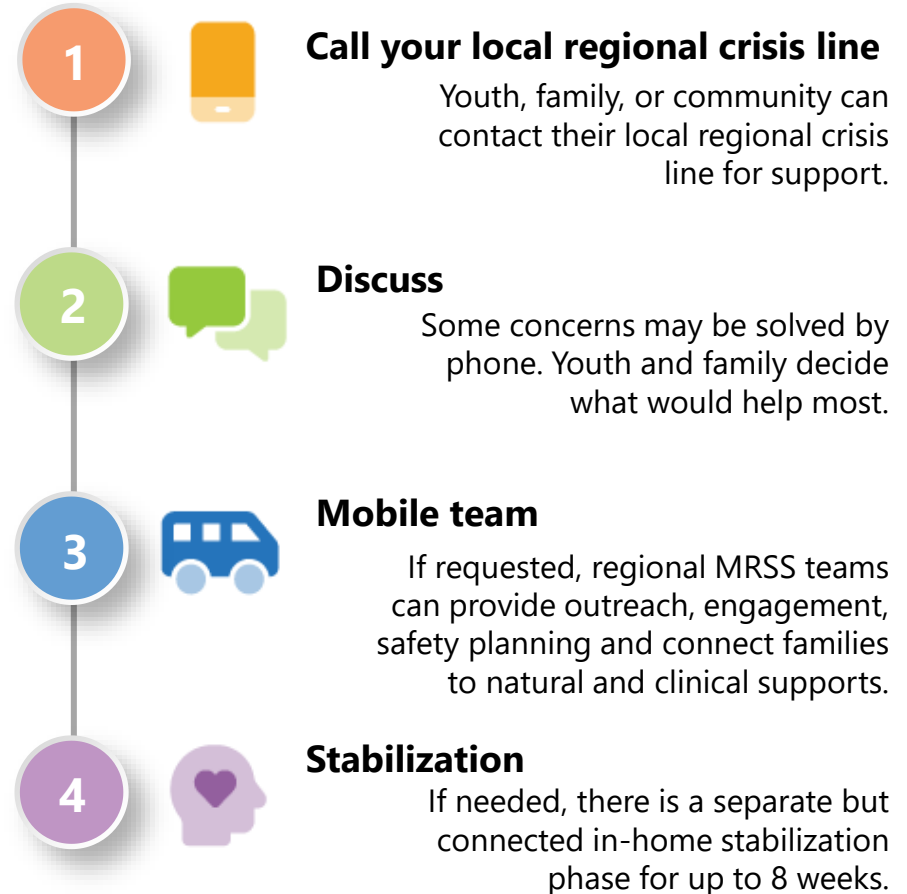 1
Call your local regional crisis line
Youth, family, or community can
contact their local regional crisis
line for support.
2
Discuss
Some concerns may be solved by
phone. Youth and family decide
what would help most.
3
Mobile team
If requested, regional MRSS teams
can provide outreach, engagement,
safety planning and connect families
to natural and clinical supports.
4
Stabilization
If needed, there is a separate but
connected in-home stabilization
phase for up to 8 weeks.